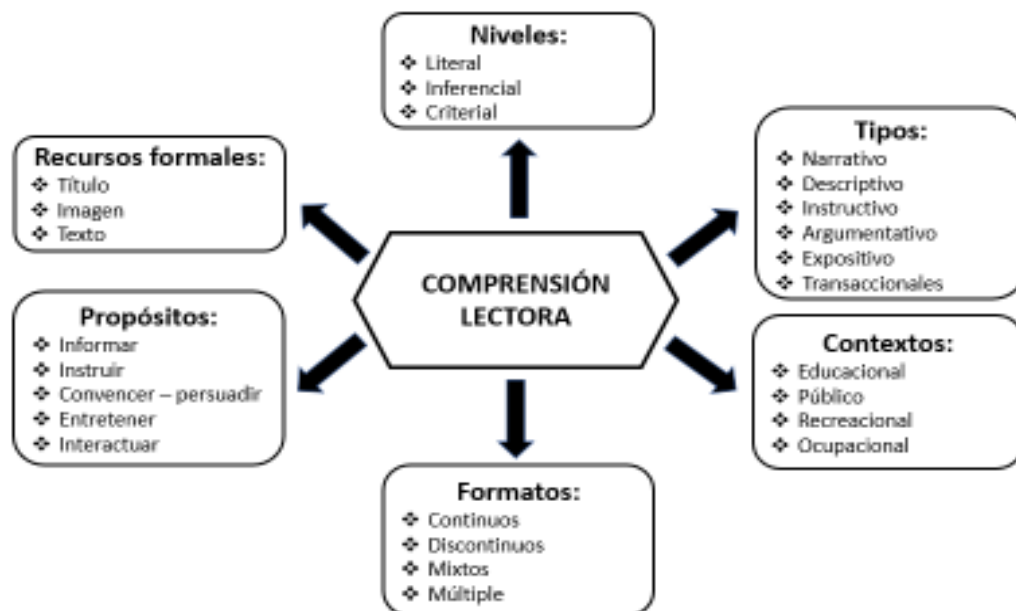 Niveles:
❖ Literal
❖ Inferencial
❖ Criterial
Recursos formales:
❖ Título
❖ Imagen
❖ Texto
Tipos:
❖ Narrativo
❖ Descriptivo
❖ Instructivo
❖ Argumentativo
❖ Expositivo
❖ Transaccionales
COMPRENSIÓN
LECTORA
Propósitos:
❖ Informar
❖ Instruir
❖ Convencer – persuadir
❖ Entretener
❖ Interactuar
Contextos:
❖ Educacional
❖ Público
❖ Recreacional
❖ Ocupacional
Formatos:
❖ Continuos
❖ Discontinuos
❖ Mixtos
❖ Múltiple